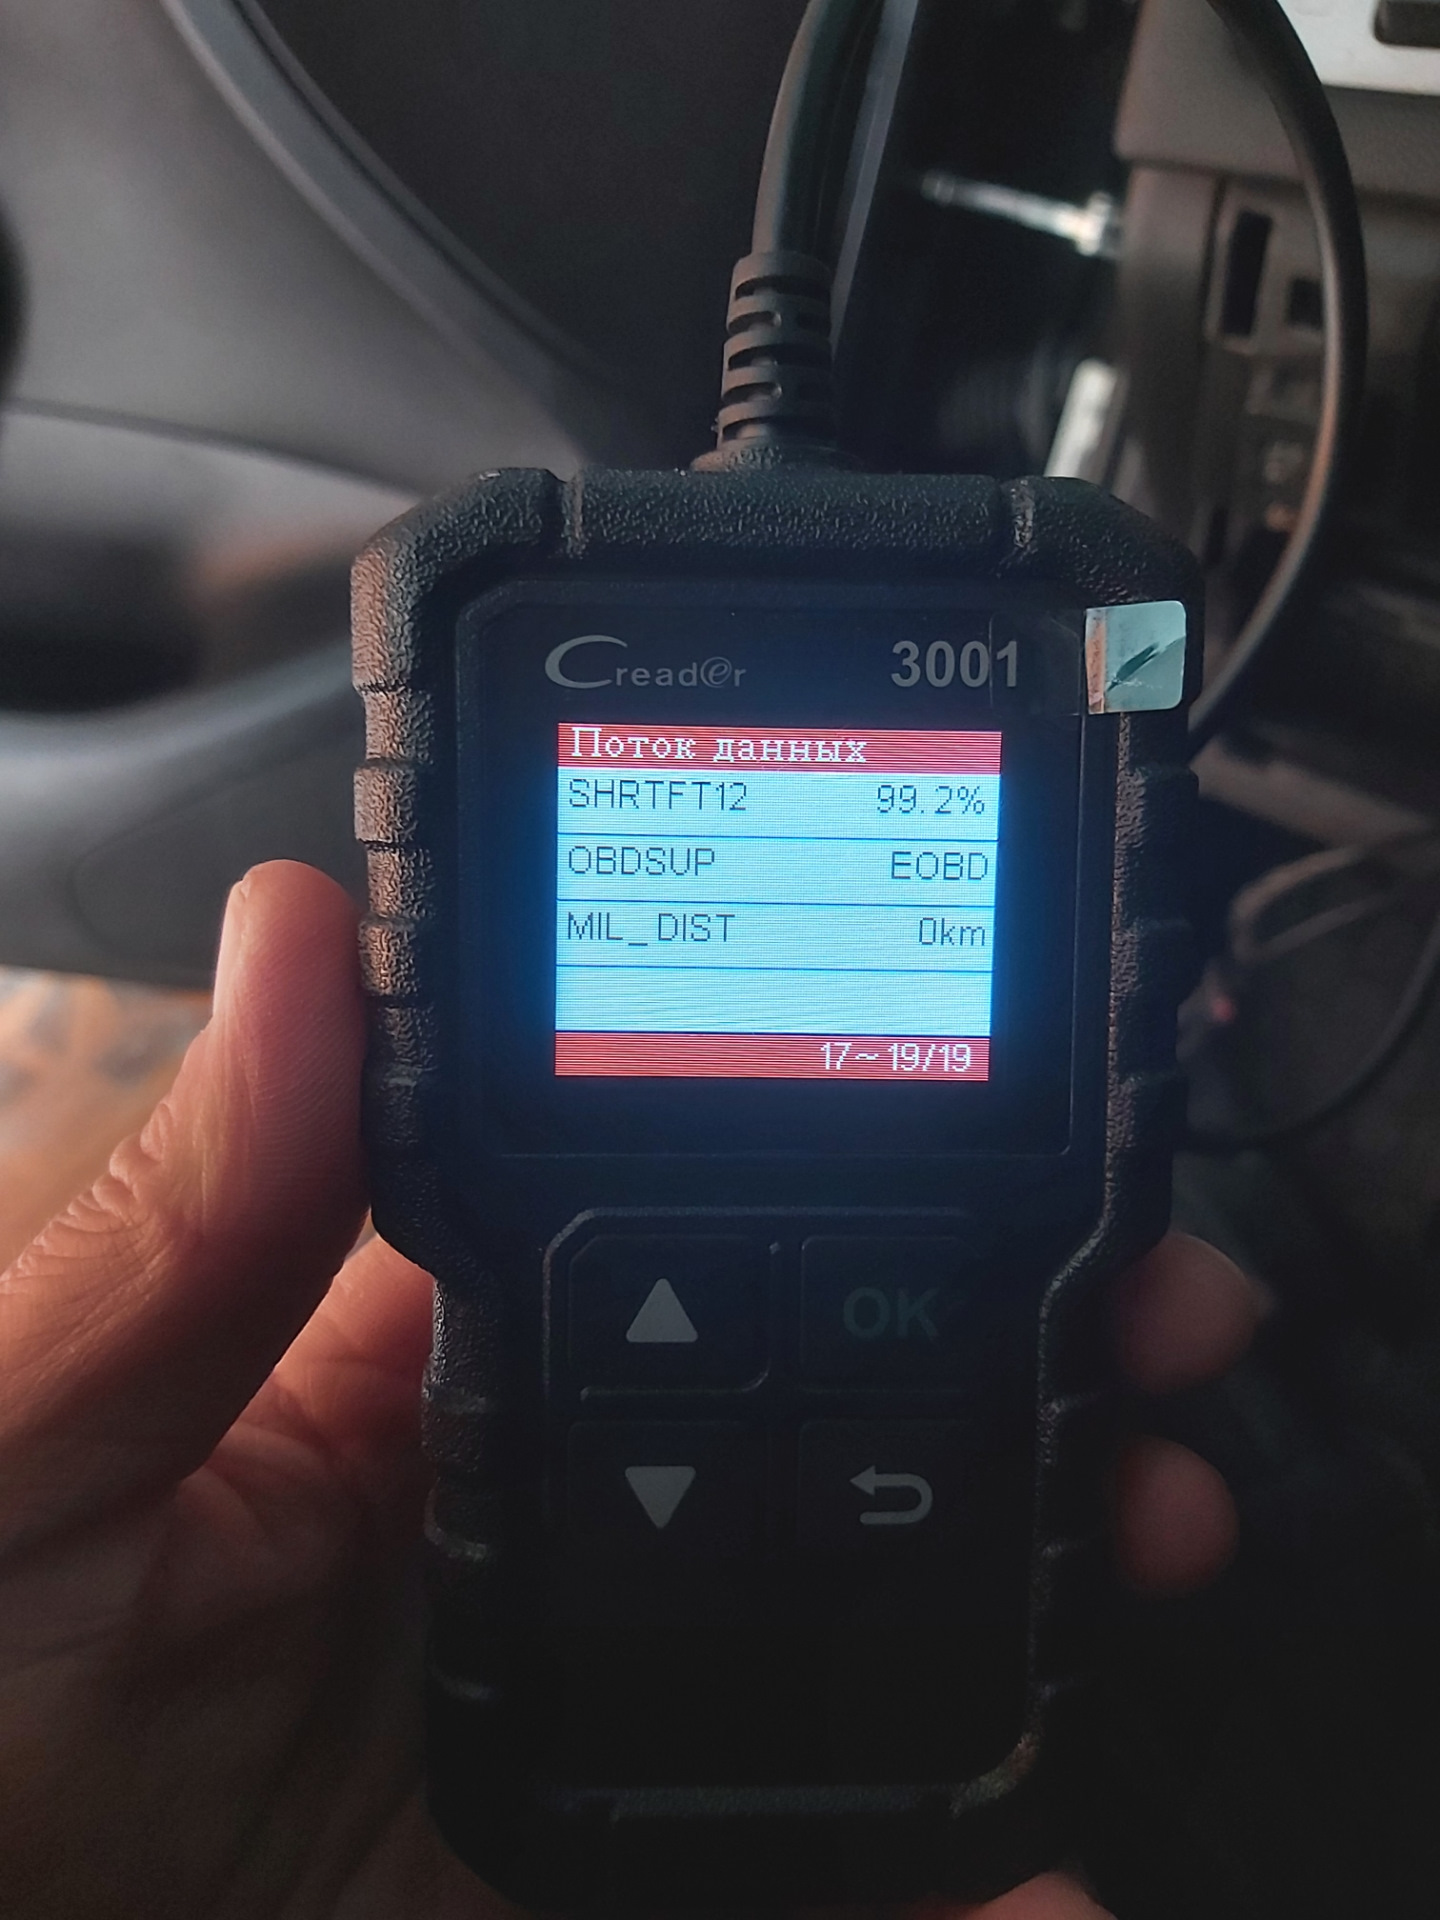 Creader 3001
Поток данных
SHRTFT12 99.2%
OBDSUP EOBD
MIL_DIST 0km
17~19/19
OK